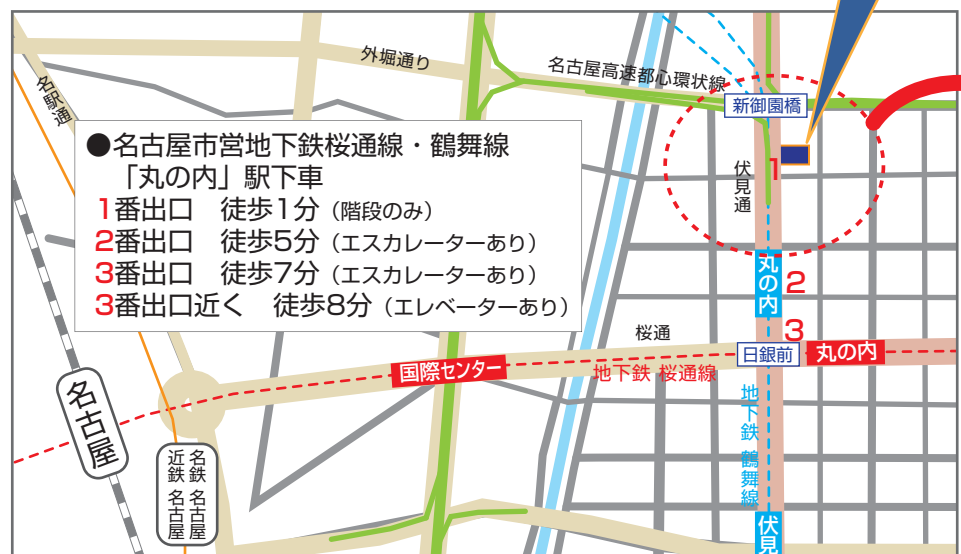 外堀通り
名古屋高速都心環状線
名駅通
新御園橋
●名古屋市営地下鉄桜通線・鶴舞線
「丸の内」駅下車
1番出口 徒歩1分（階段のみ）
2番出口 徒歩5分（エスカレーターあり）
3番出口 徒歩7分（エスカレーターあり）
3番出口近く 徒歩8分（エレベーターあり）
1
伏見通
丸の内
2
3
桜通
日銀前
丸の内
国際センター
地下鉄 桜通線
地下鉄 鶴舞線
名古屋
名鉄 名古屋
近鉄 名古屋
伏見